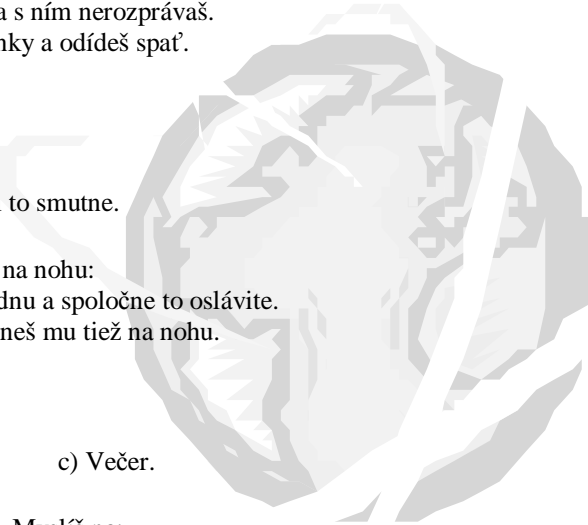 a s ním nerozprávaš.
nky a odídeš spať.
to smutne.
na nohu:
dnu a spoločne to oslávite.
neš mu tiež na nohu.
c) Večer.